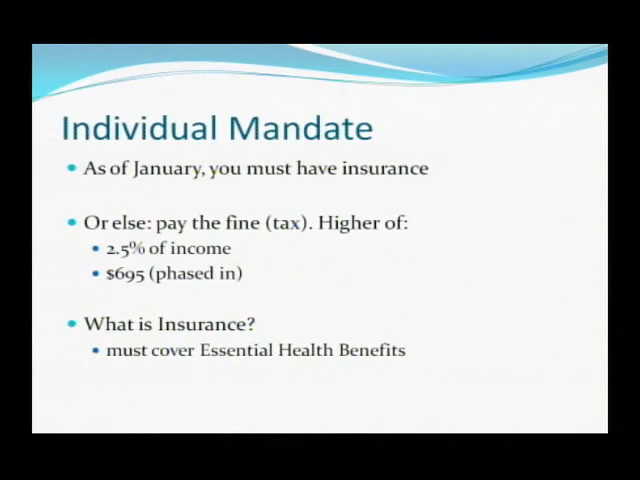 Individual Mandate
As of January, you must have insurance
Or else: pay the fine (tax). Higher of:
2.5% of income
$695 (phased in)
What is Insurance?
must cover Essential Health Benefits